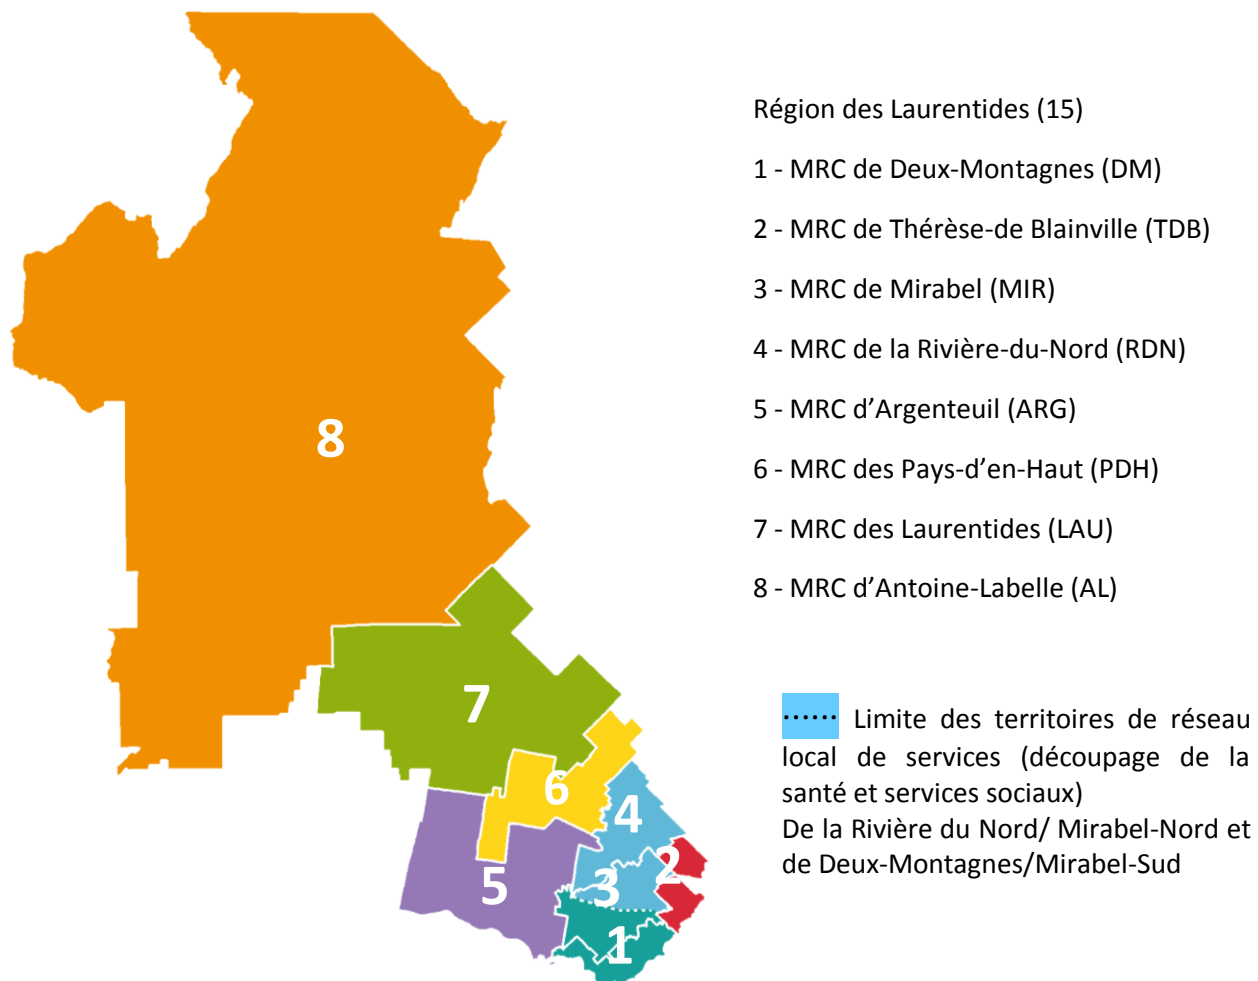 Région des Laurentides (15)
1 - MRC de Deux-Montagnes (DM)
2 - MRC de Thérèse-de Blainville (TDB)
3 - MRC de Mirabel (MIR)
4 - MRC de la Rivière-du-Nord (RDN)
5 - MRC d’Argenteuil (ARG)
6 - MRC des Pays-d’en-Haut (PDH)
7 - MRC des Laurentides (LAU)
8 - MRC d’Antoine-Labelle (AL)
Limite des territoires de réseau
local de services (découpage de la
santé et services sociaux)
De la Rivière du Nord/ Mirabel-Nord et
de Deux-Montagnes/Mirabel-Sud
8
7
6
4
2
5
3
1